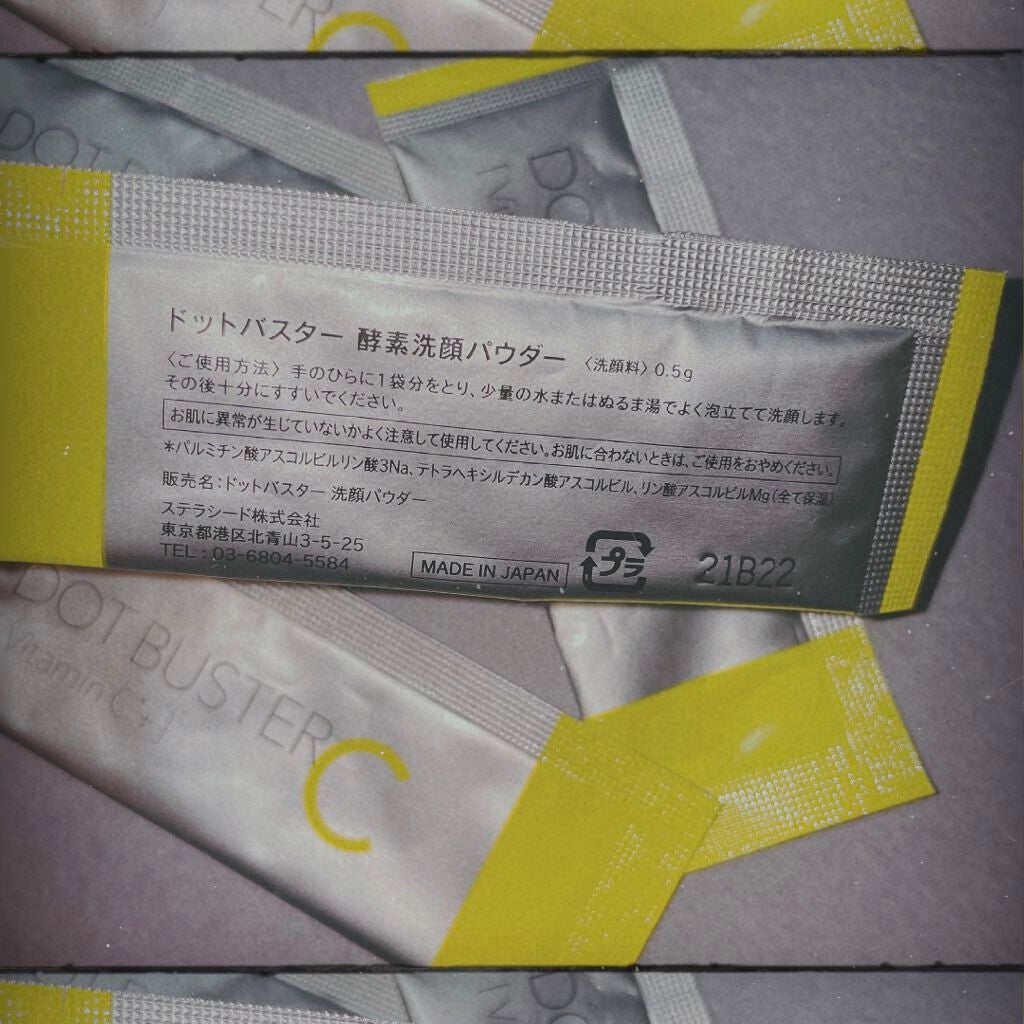 DOT BU
DO
ドットバスター 酵素洗顔パウダー 〈洗顔料〉0.5g
〈ご使用方法〉手のひらに1袋分をとり、少量の水またはぬるま湯でよく泡立てて洗顔します。
その後十分にすすいでください。
お肌に異常が生じていないかよく注意して使用してください。お肌に合わないときは、ご使用をおやめください。
*パルミチン酸アスコルビルリン酸3Na、テトラヘキシルデカン酸アスコルビル、リン酸アスコルビルMg(全て保湿)
販売名:ドットバスター 洗顔パウダー
ステラシード株式会社
東京都港区北青山3-5-25
TEL:03-6804-5584
MADE IN JAPAN
プラ
21B22
DOT BUSTER C
Vitamin C